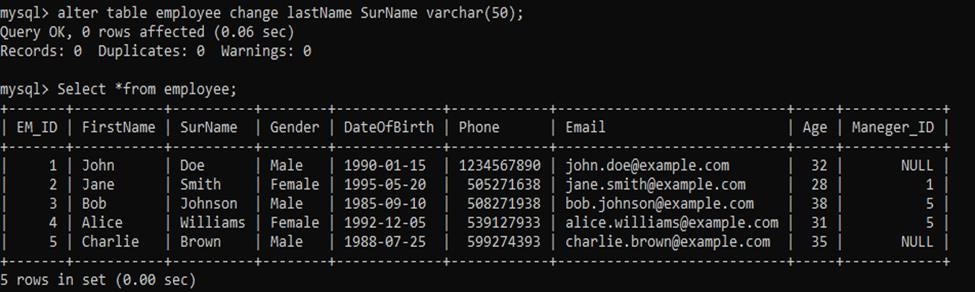 mysql> alter table employee change lastName SurName varchar(50);
Query OK, 0 rows affected (0.06 sec)
Records: 0  Duplicates: 0  Warnings: 0
mysql> Select *from employee;
+-------+-----------+----------+--------+-------------+------------+----------------------------+-----+------------+
| EM_ID | FirstName | SurName  | Gender | DateOfBirth | Phone      | Email                      | Age | Maneger_ID |
+-------+-----------+----------+--------+-------------+------------+----------------------------+-----+------------+
|     1 | John      | Doe      | Male   | 1990-01-15  | 1234567890 | john.doe@example.com       |  32 |       NULL |
|     2 | Jane      | Smith    | Female | 1995-05-20  |  505271638 | jane.smith@example.com     |  28 |          1 |
|     3 | Bob       | Johnson  | Male   | 1985-09-10  |  508271938 | bob.johnson@example.com    |  38 |          5 |
|     4 | Alice     | Williams | Female | 1992-12-05  |  539127933 | alice.williams@example.com |  31 |          5 |
|     5 | Charlie   | Brown    | Male   | 1988-07-25  |  599274393 | charlie.brown@example.com  |  35 |       NULL |
+-------+-----------+----------+--------+-------------+------------+----------------------------+-----+------------+
5 rows in set (0.00 sec)